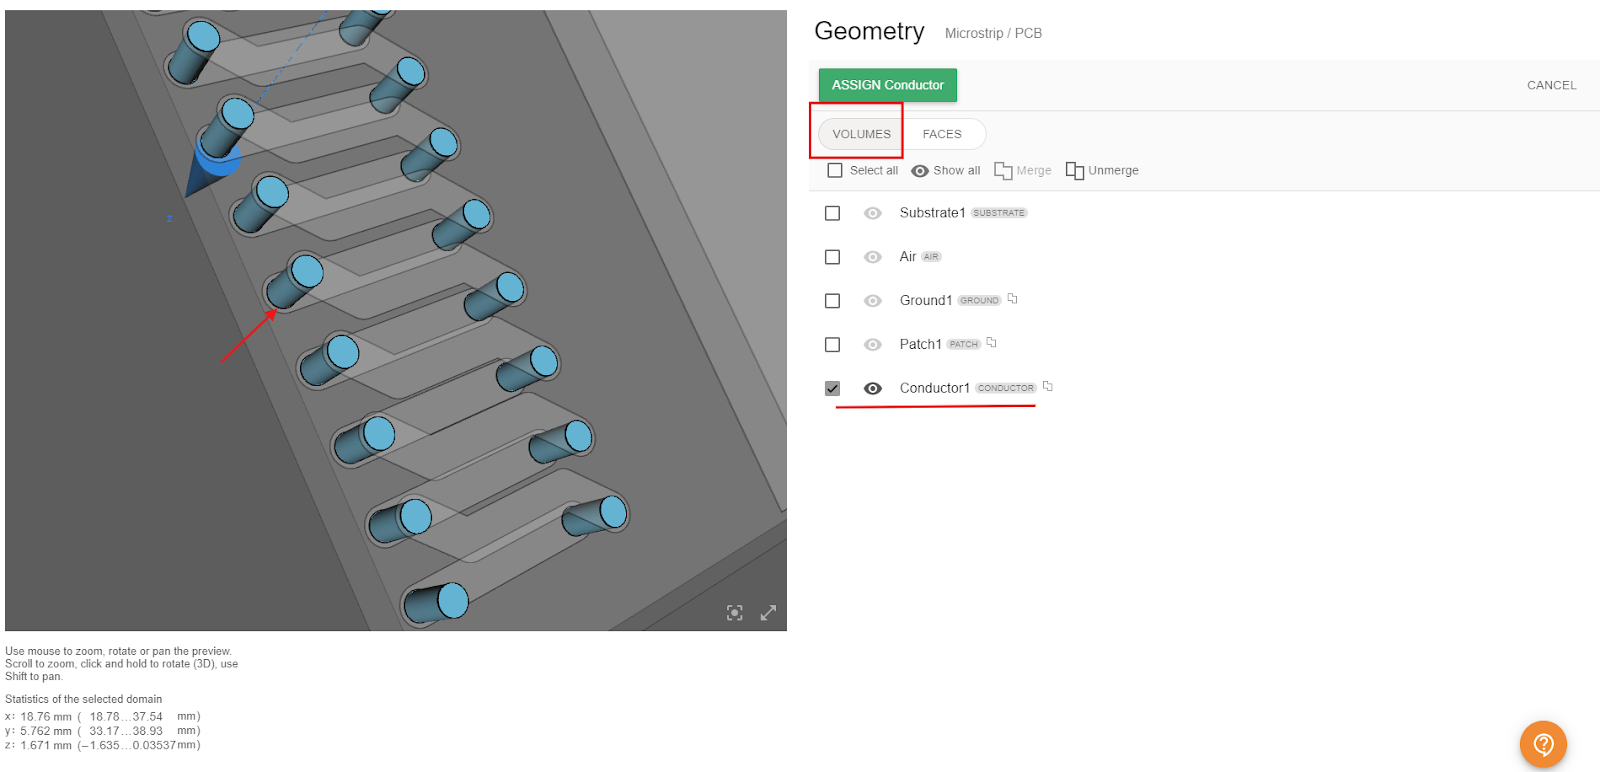 z
Use mouse to zoom, rotate or pan the preview.
Scroll to zoom, click and hold to rotate (3D), use
Shift to pan.
Statistics of the selected domain
x: 18.76 mm ( 18.78...37.54 mm)
y: 5.762 mm ( 33.17...38.93 mm)
z: 1.671 mm (−1.635...0.03537 mm)
Geometry Microstrip / PCB
ASSIGN Conductor CANCEL
VOLUMES FACES
Select all Show all Merge Unmerge
Substrate1 SUBSTRATE
Air AIR
Ground1 GROUND
Patch1 PATCH
Conductor1 CONDUCTOR
?